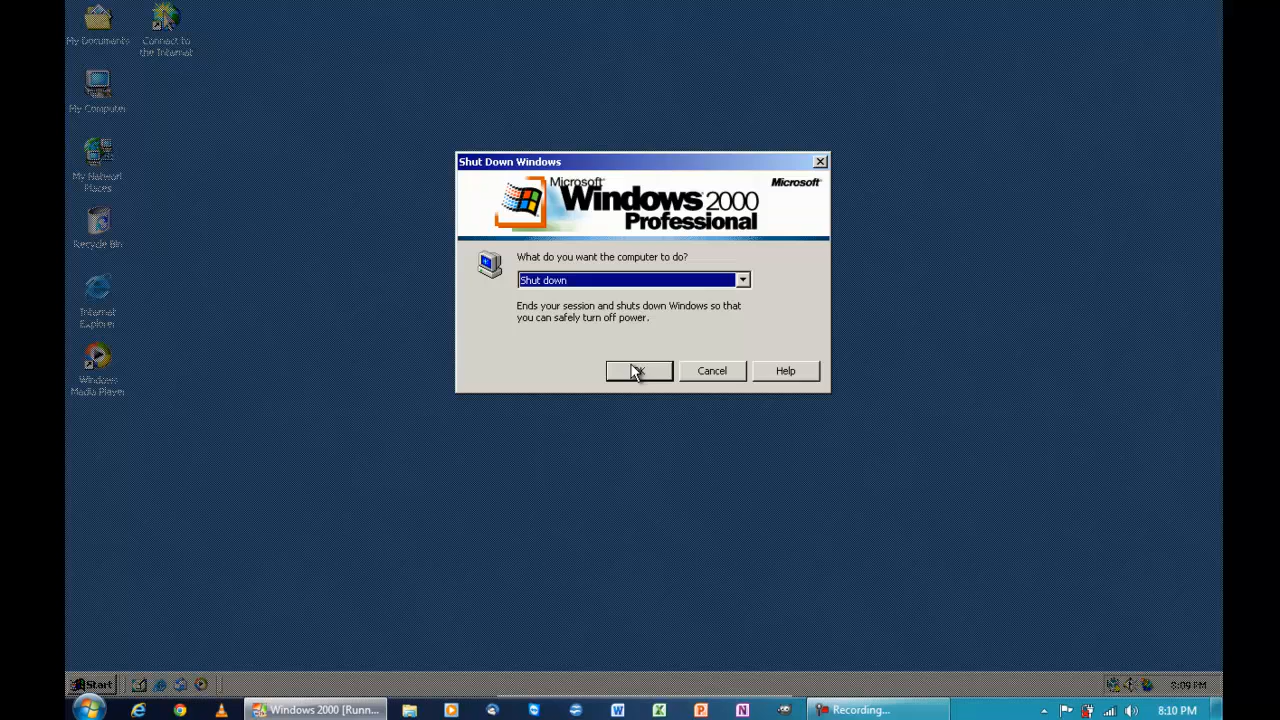 My Documents
Connect to
the Internet
My Computer
My Network
Places
Recycle Bin
Internet
Explorer
Windows
Media Player
Shut Down Windows
Microsoft
Windows 2000
Professional
Microsoft
What do you want the computer to do?
Shut down
Ends your session and shuts down Windows so that
you can safely turn off power.
Cancel
Help
Start
8:09 PM
Windows 2000 [Runn...
Recording...
8:10 PM